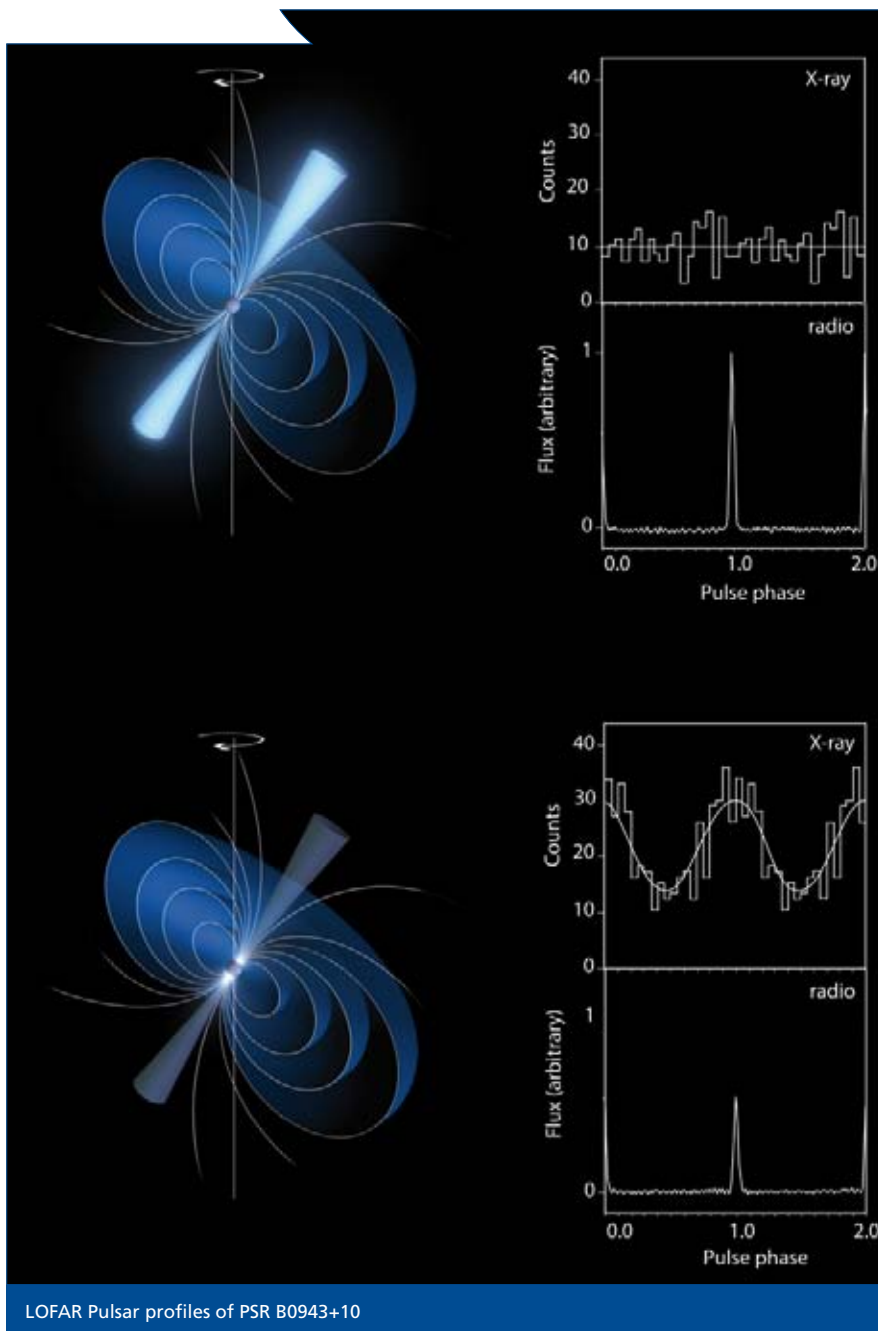 X-ray
40
30
20
10
0
Counts
radio
1
0
Flux (arbitrary)
0.0 1.0 2.0
Pulse phase
X-ray
40
30
20
10
0
Counts
radio
1
0
Flux (arbitrary)
0.0 1.0 2.0
Pulse phase
LOFAR Pulsar profiles of PSR B0943+10